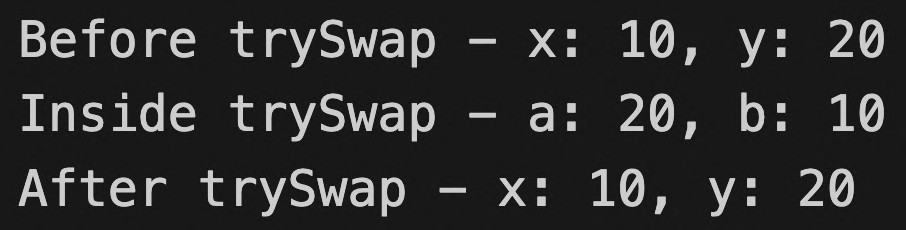 Before trySwap - x: 10, y: 20
Inside trySwap - a: 20, b: 10
After trySwap - x: 10, y: 20